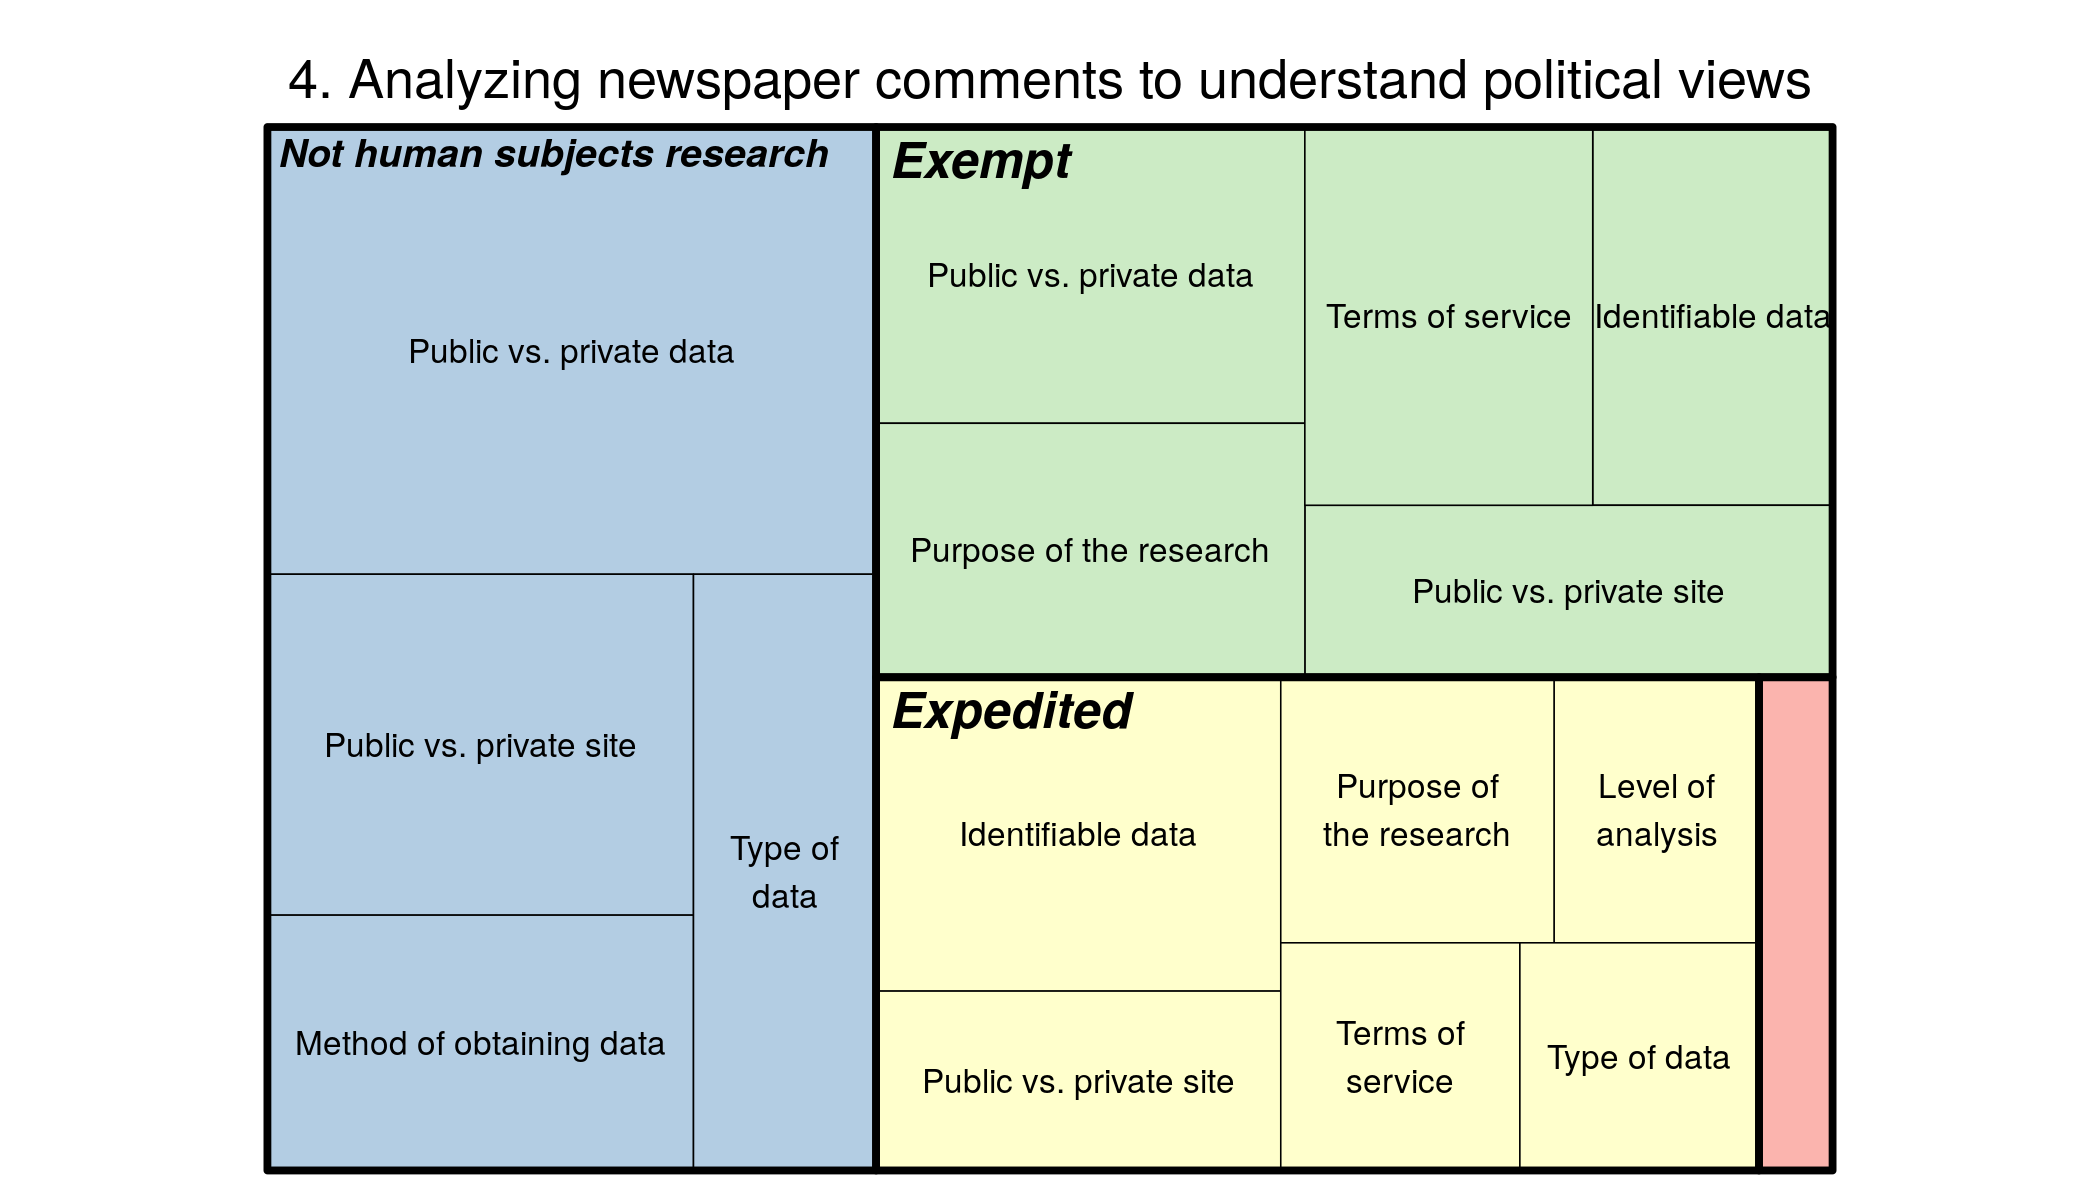 4. Analyzing newspaper comments to understand political views
Not human subjects research
Public vs. private data
Public vs. private site
Method of obtaining data
Type of
data
Exempt
Public vs. private data
Purpose of the research
Terms of service
Identifiable data
Public vs. private site
Expedited
Identifiable data
Public vs. private site
Purpose of
the research
Level of
analysis
Terms of
service
Type of data